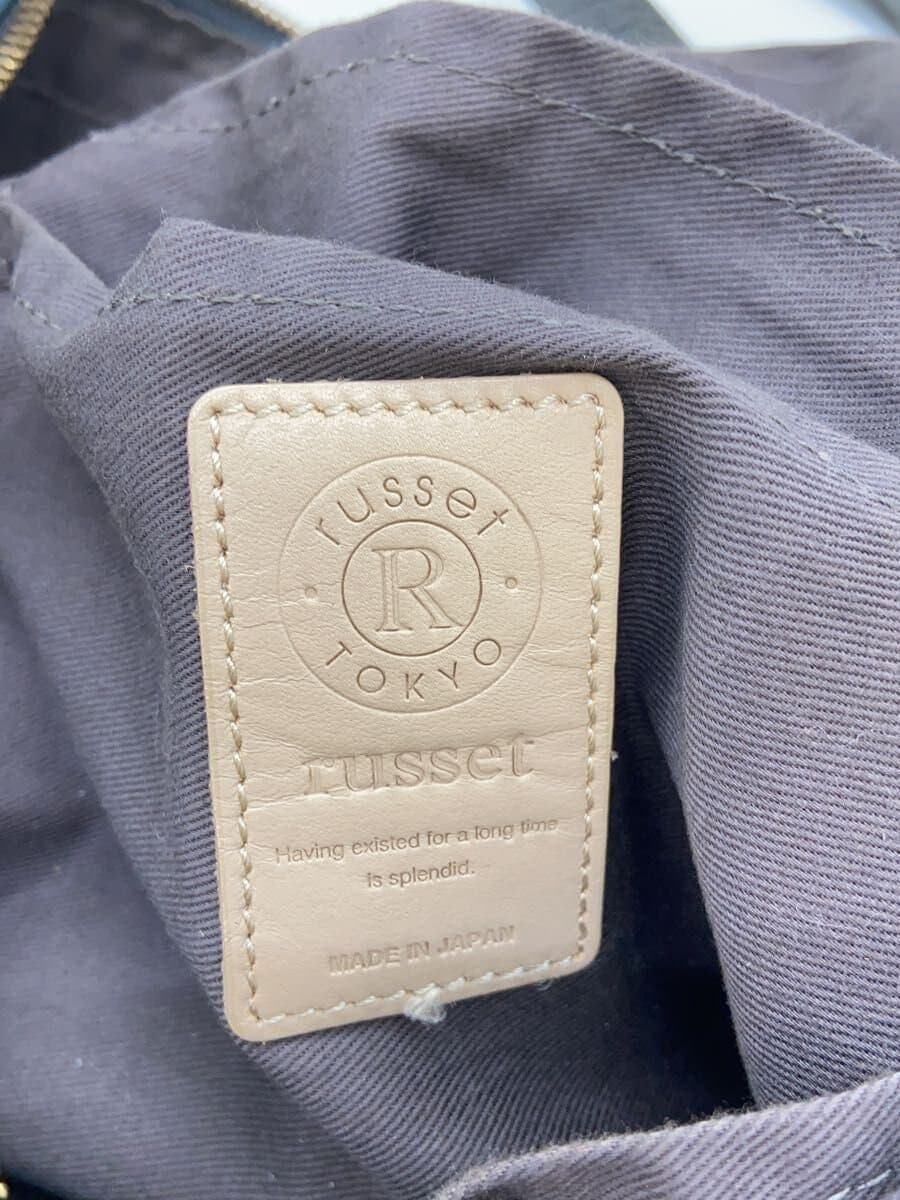 russet
R
TOKYO
russet
Having existed for a long time
is splendid.
MADE IN JAPAN